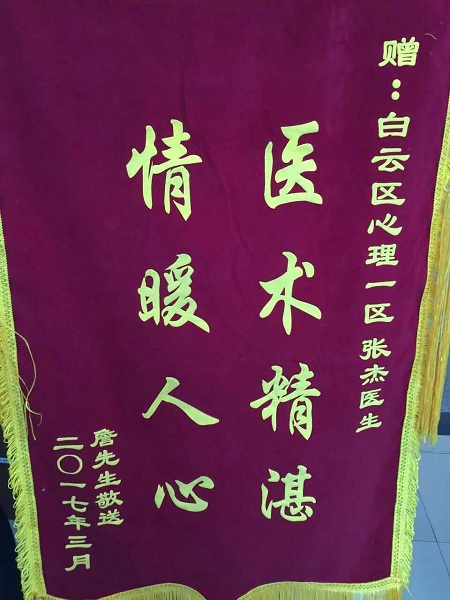 赠：白云区心理一区 张杰医生
医术精湛
情暖人心
詹先生敬送
二〇一七年三月